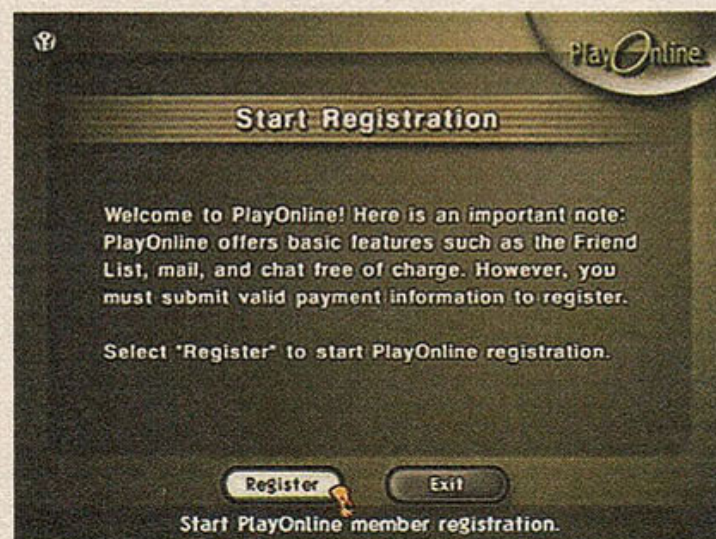 PlayOnline
Start Registration
Welcome to PlayOnline! Here is an important note:
PlayOnline offers basic features such as the Friend
List, mail, and chat free of charge. However, you
must submit valid payment information to register.
Select "Register" to start PlayOnline registration.
Register
Exit
Start PlayOnline member registration.